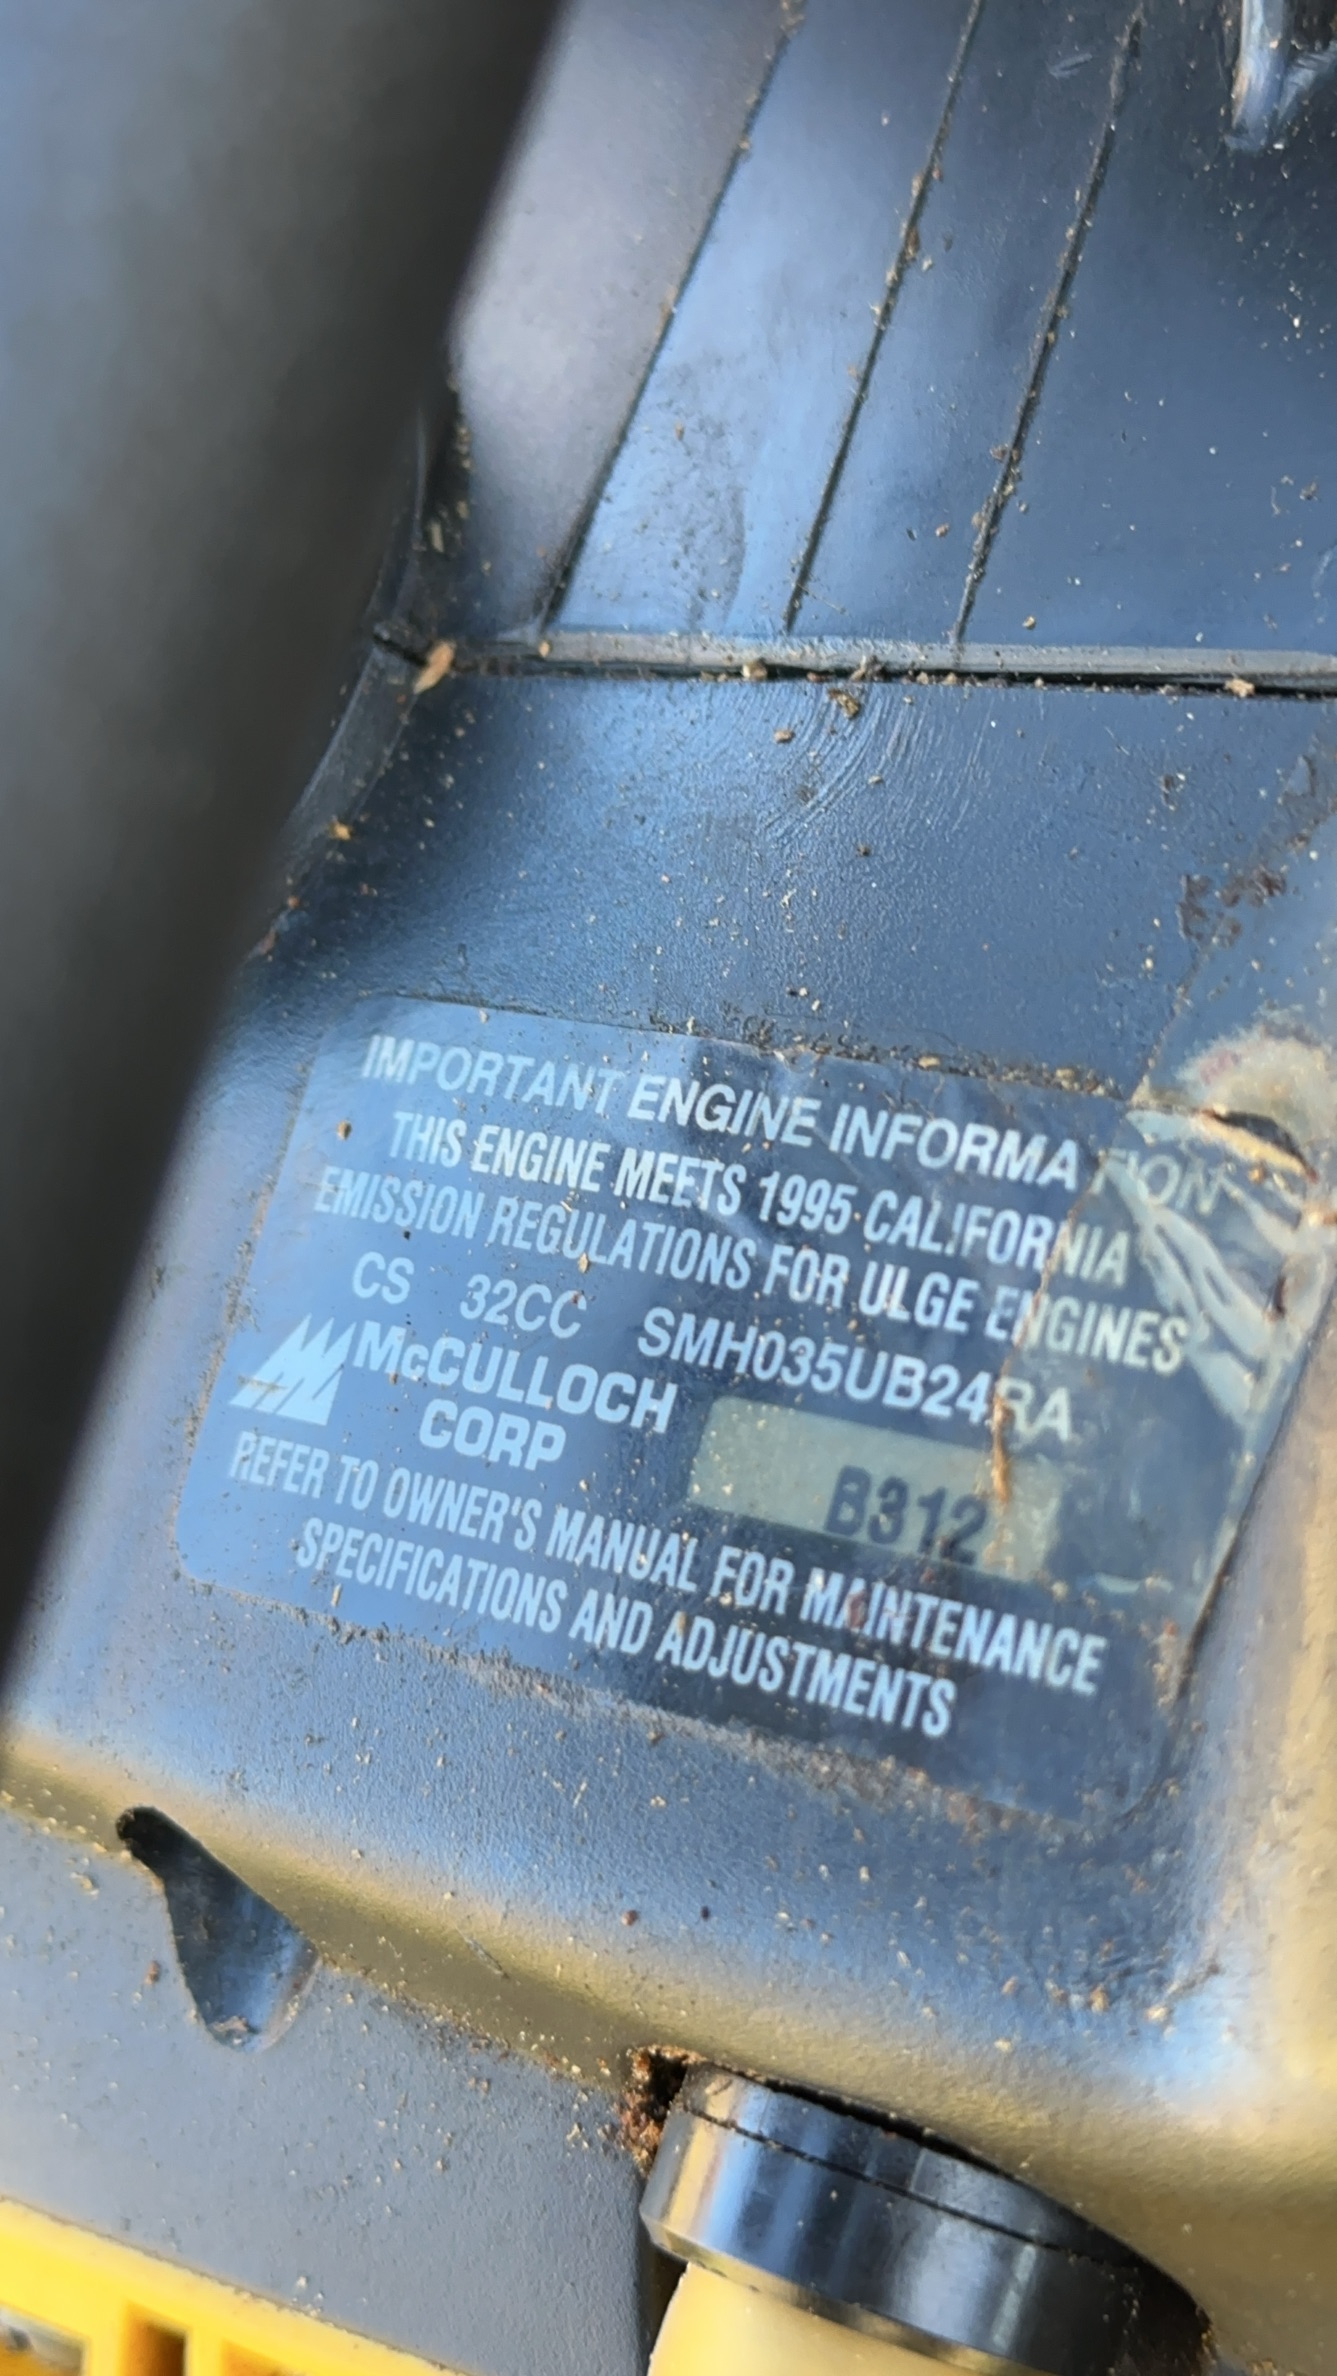 IMPORTANT ENGINE INFORMATION
THIS ENGINE MEETS 1995 CALIFORNIA
EMISSION REGULATIONS FOR ULGE ENGINES
CS 32CC SMH035UB24RA
McCULLOCH
CORP
B312
REFER TO OWNER'S MANUAL FOR MAINTENANCE
SPECIFICATIONS AND ADJUSTMENTS